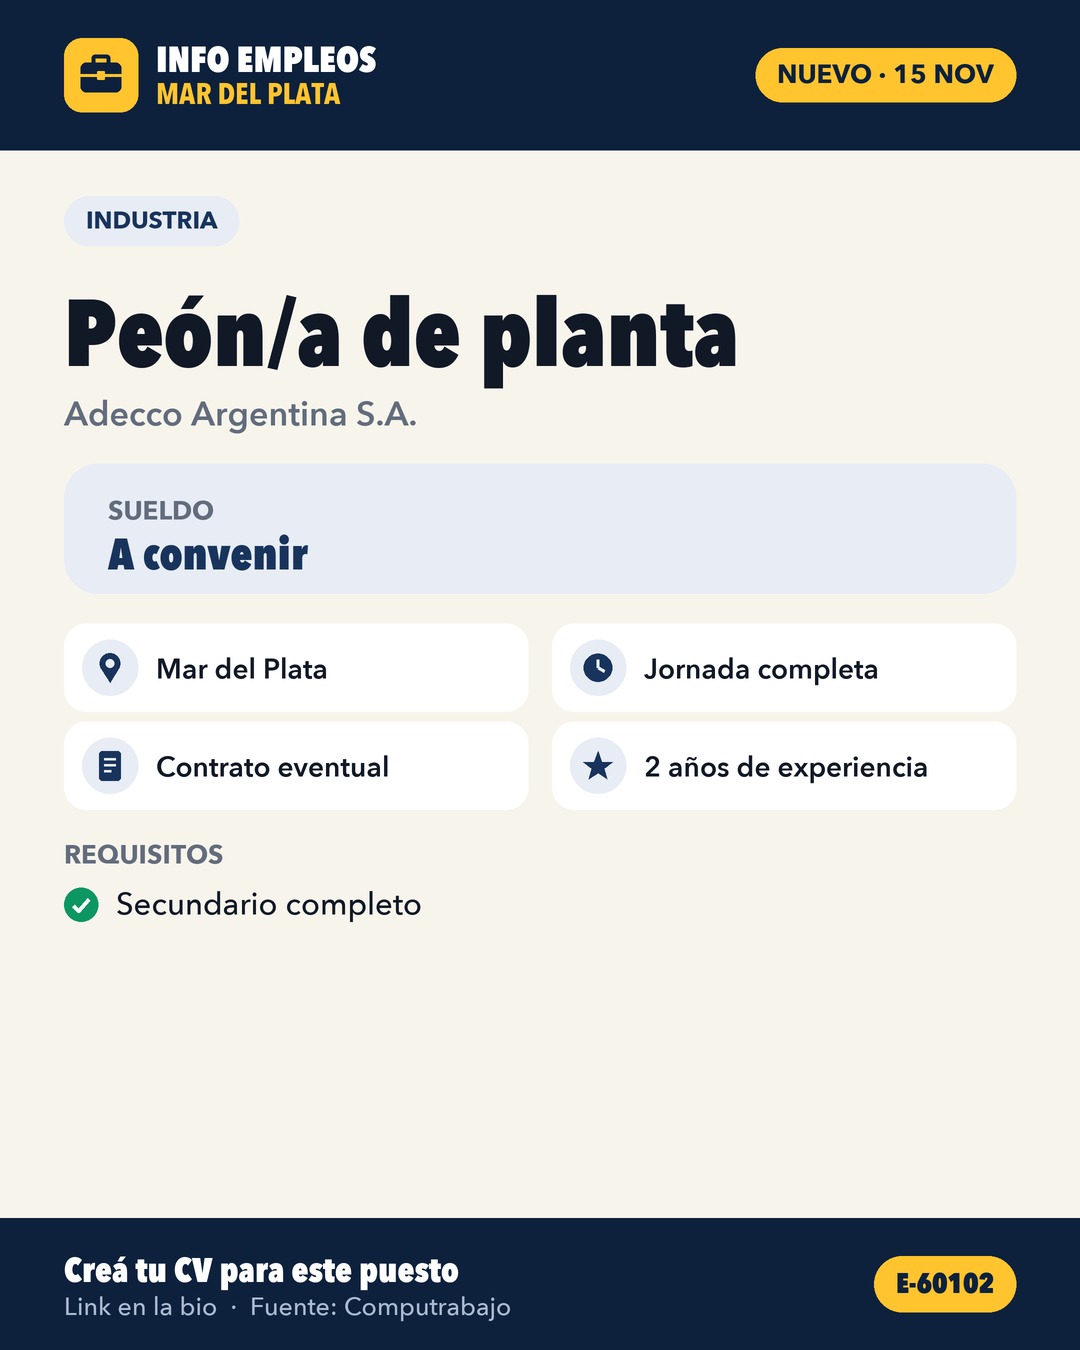 INFO EMPLEOS
MAR DEL PLATA
NUEVO · 15 NOV
INDUSTRIA
Peón/a de planta
Adecco Argentina S.A.
SUELDO
A convenir
Mar del Plata
Jornada completa
Contrato eventual
2 años de experiencia
REQUISITOS
Secundario completo
Creá tu CV para este puesto
Link en la bio · Fuente: Computrabajo
E-60102